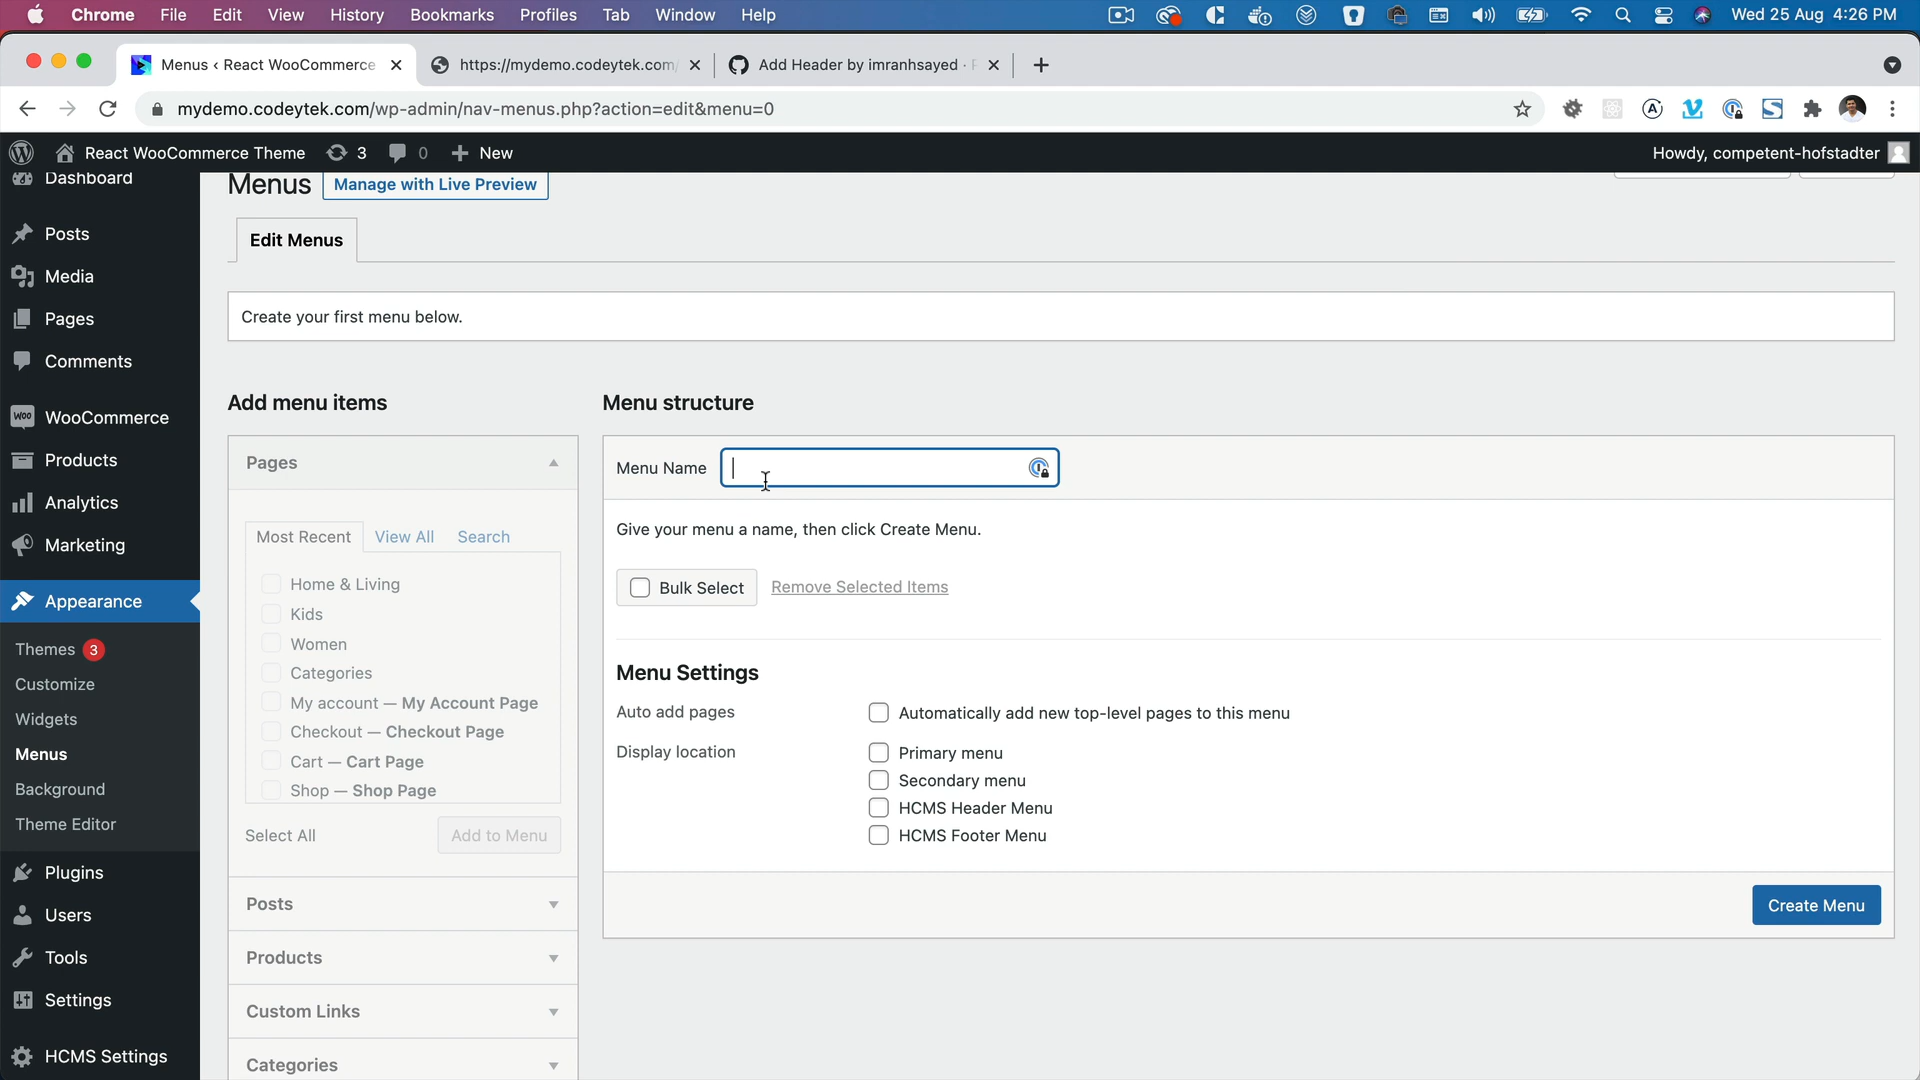 Chrome File Edit View History Bookmarks Profiles Tab Window Help Wed 25 Aug 4:26 PM
Menus ‹ React WooCommerce https://mydemo.codeytek.com/ Add Header by imranhsayed ·
mydemo.codeytek.com/wp-admin/nav-menus.php?action=edit&menu=0
React WooCommerce Theme 3 0 New Howdy, competent-hofstadter
Dashboard
Posts
Media
Pages
Comments
WooCommerce
Products
Analytics
Marketing
Appearance
Themes 3
Customize
Widgets
Menus
Background
Theme Editor
Plugins
Users
Tools
Settings
HCMS Settings
Menus Manage with Live Preview
Edit Menus
Create your first menu below.
Add menu items
Pages
Most Recent View All Search
Home & Living
Kids
Women
Categories
My account — My Account Page
Checkout — Checkout Page
Cart — Cart Page
Shop — Shop Page
Select All Add to Menu
Posts
Products
Custom Links
Categories
Menu structure
Menu Name
Give your menu a name, then click Create Menu.
Bulk Select Remove Selected Items
Menu Settings
Auto add pages Automatically add new top-level pages to this menu
Display location Primary menu
Secondary menu
HCMS Header Menu
HCMS Footer Menu
Create Menu